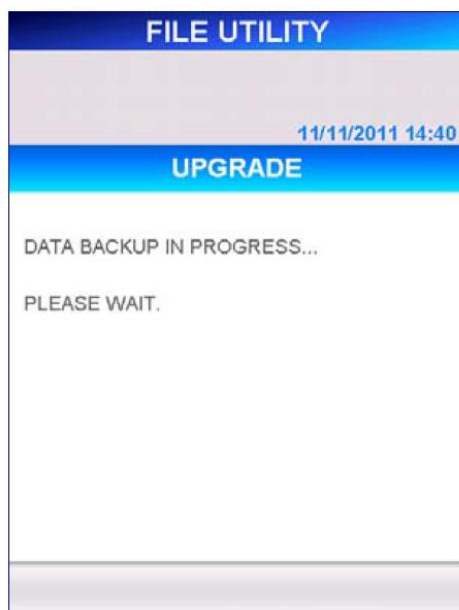 FILE UTILITY
11/11/2011 14:40
UPGRADE
DATA BACKUP IN PROGRESS...
PLEASE WAIT.